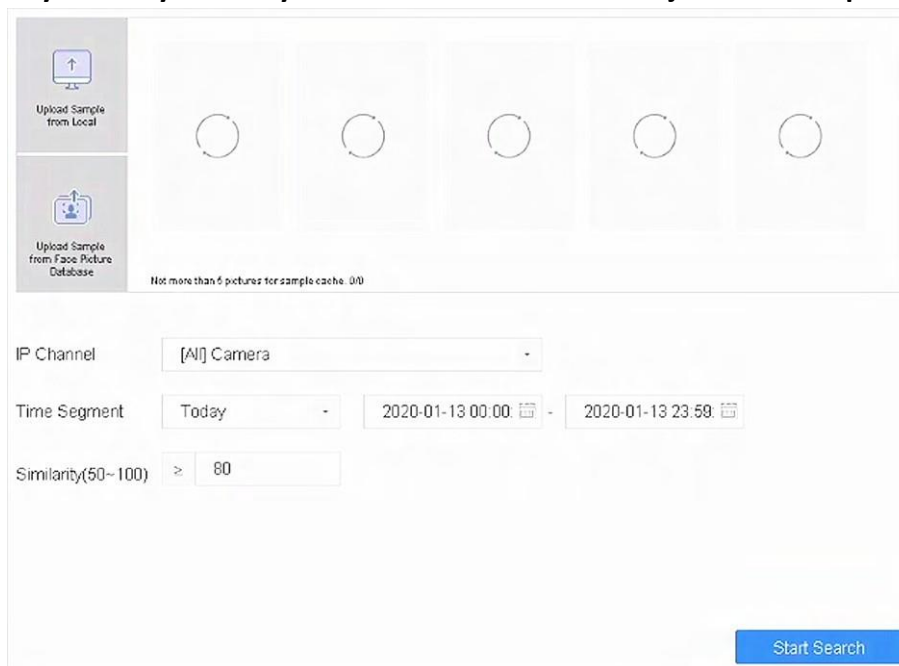 Upload Sample
from Local
Upload Sample
from Face Picture
Database
Not more than 5 pictures for sample cache. 0/0
IP Channel [All] Camera
Time Segment Today 2020-01-13 00:00: - 2020-01-13 23:59:
Similarity(50~100) ≥ 80
Start Search